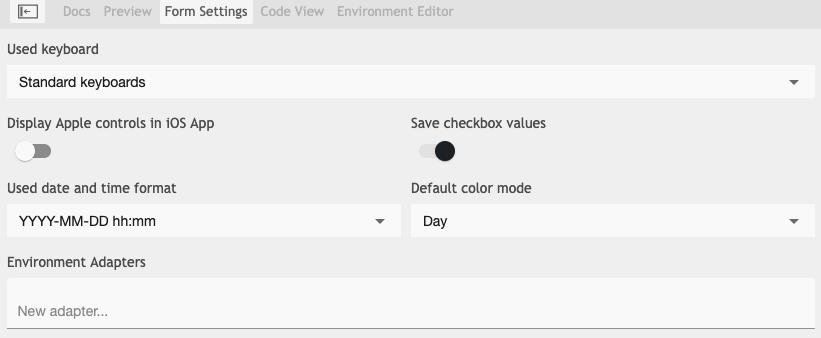 Docs Preview Form Settings Code View Environment Editor
Used keyboard
Standard keyboards
Display Apple controls in iOS App
Save checkbox values
Used date and time format
Default color mode
YYYY-MM-DD hh:mm
Day
Environment Adapters
New adapter...